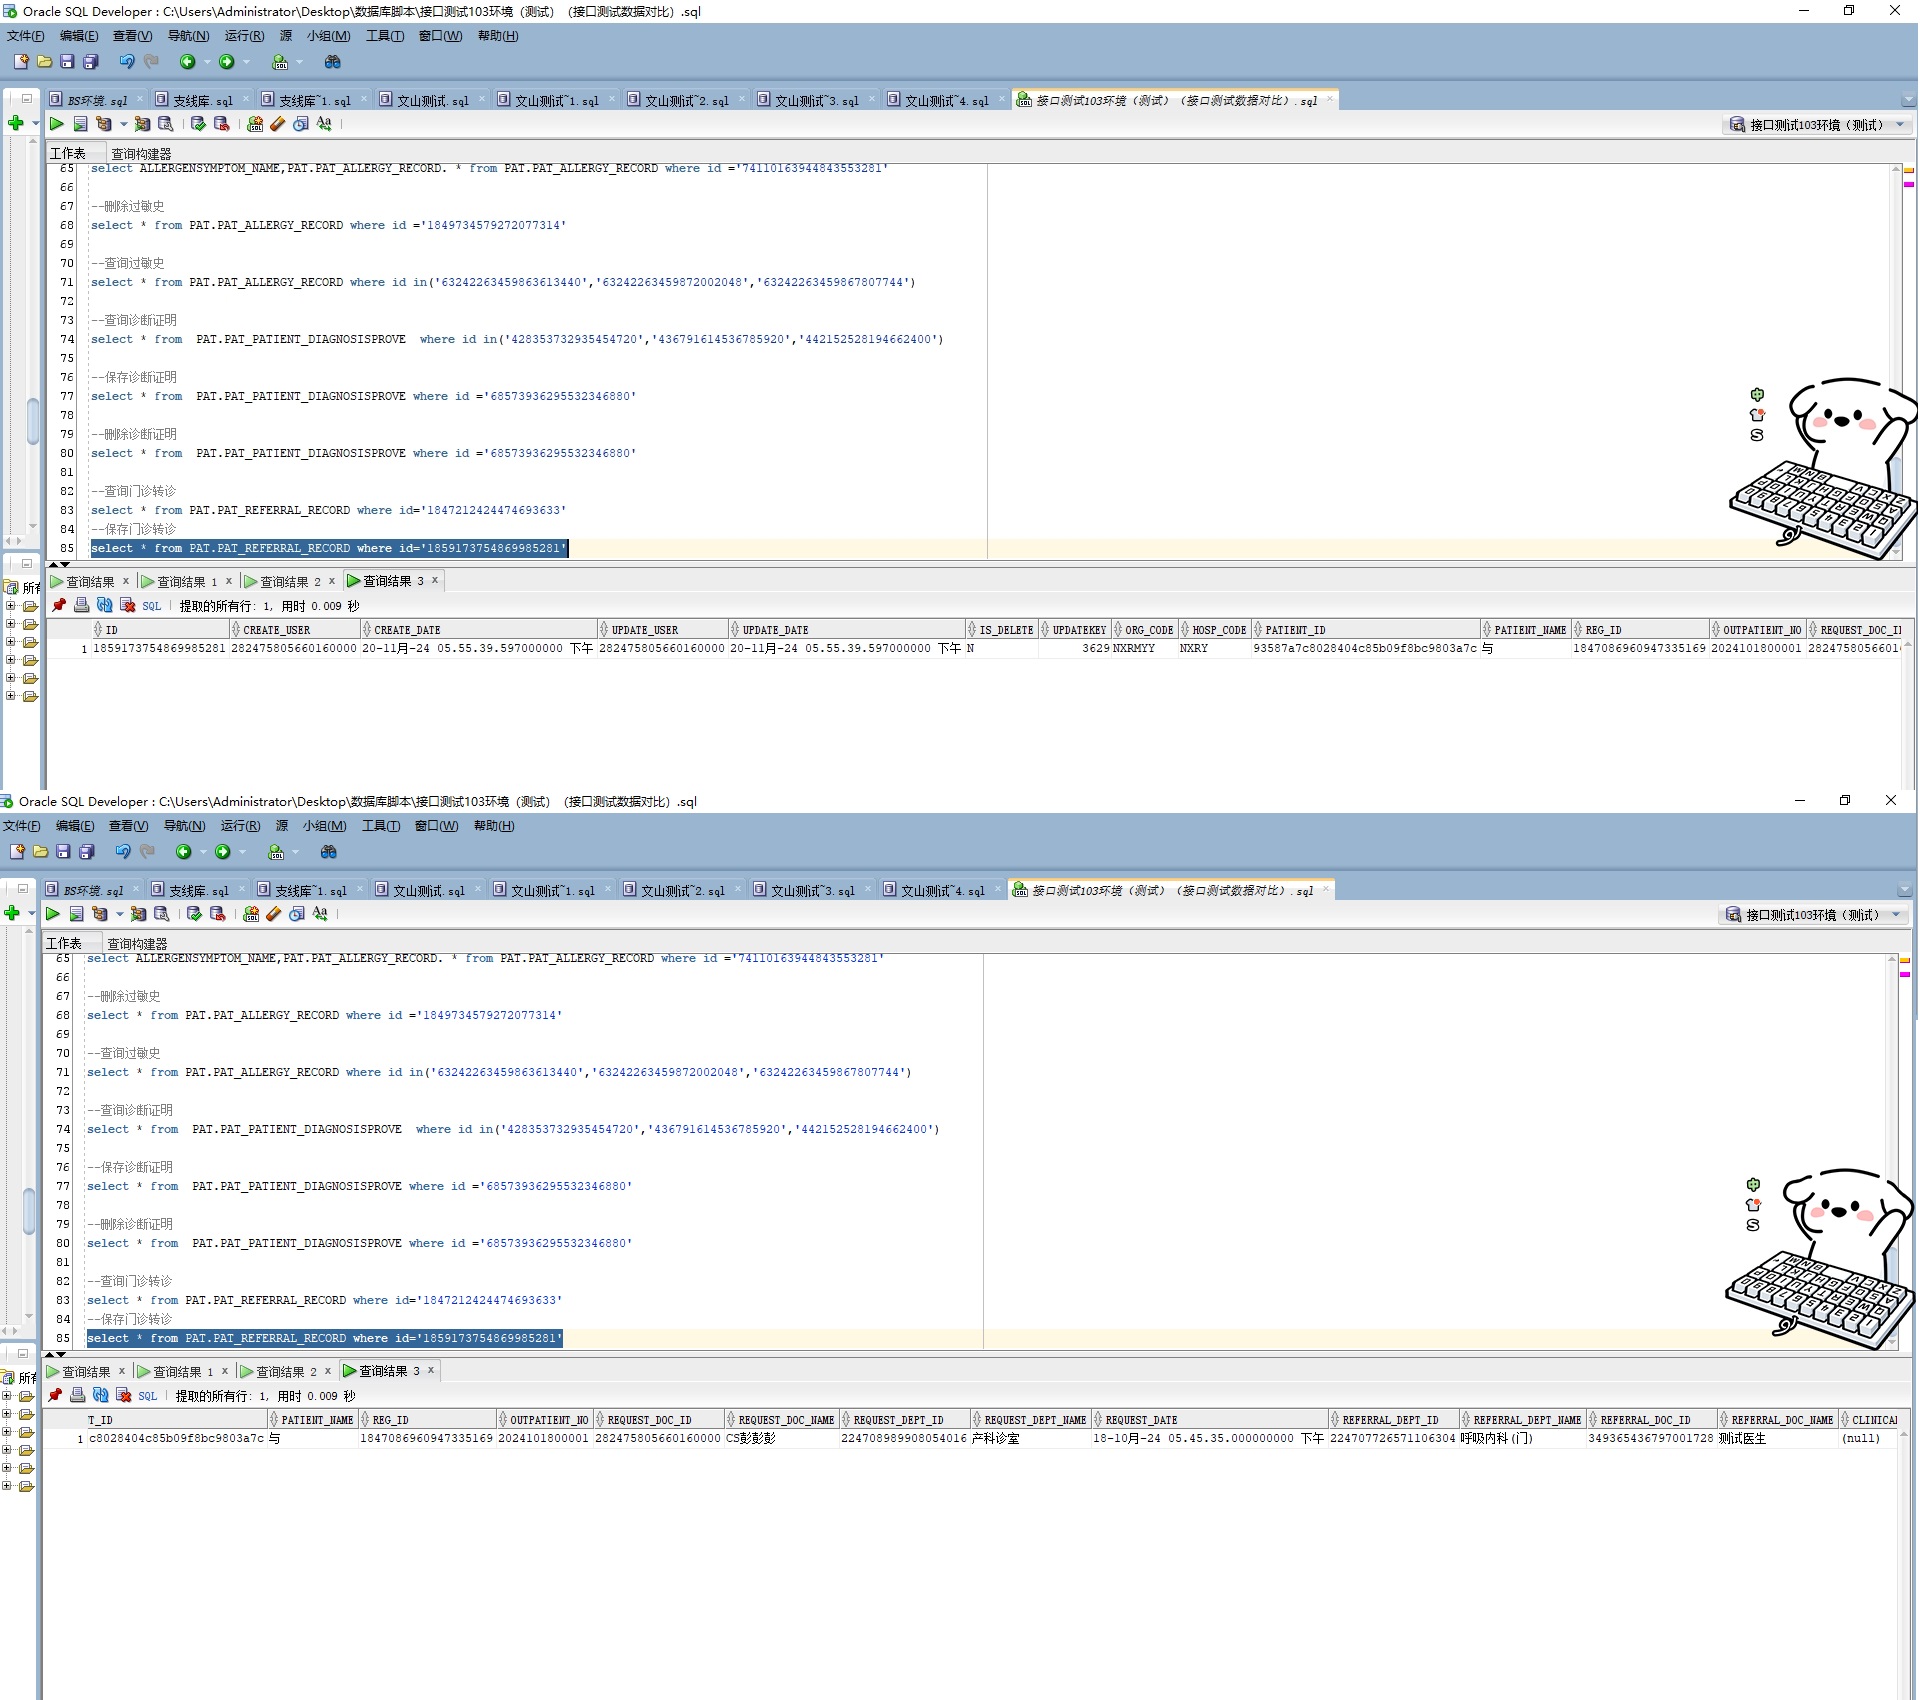 Oracle SQL Developer : C:\Users\Administrator\Desktop\数据库脚本\接口测试103环境（测试）（接口测试数据对比）.sql
文件(F) 编辑(E) 查看(V) 导航(N) 运行(R) 源 小组(M) 工具(T) 窗口(W) 帮助(H)
BS环境.sql 支线库.sql 支线库~1.sql 文山测试.sql 文山测试~1.sql 文山测试~2.sql 文山测试~3.sql 文山测试~4.sql 接口测试103环境（测试）（接口测试数据对比）.sql
接口测试103环境（测试）
工作表 查询构建器
65 select ALLERGENSYMPTOM_NAME,PAT.PAT_ALLERGY_RECORD. * from PAT.PAT_ALLERGY_RECORD where id ='74110163944843553281'
66
67 --删除过敏史
68 select * from PAT.PAT_ALLERGY_RECORD where id ='1849734579272077314'
69
70 --查询过敏史
71 select * from PAT.PAT_ALLERGY_RECORD where id in('63242263459863613440','63242263459872002048','63242263459867807744')
72
73 --查询诊断证明
74 select * from  PAT.PAT_PATIENT_DIAGNOSISPROVE  where id in('428353732935454720','436791614536785920','442152528194662400')
75
76 --保存诊断证明
77 select * from  PAT.PAT_PATIENT_DIAGNOSISPROVE where id ='68573936295532346880'
78
79 --删除诊断证明
80 select * from  PAT.PAT_PATIENT_DIAGNOSISPROVE where id ='68573936295532346880'
81
82 --查询门诊转诊
83 select * from PAT.PAT_REFERRAL_RECORD where id='1847212424474693633'
84 --保存门诊转诊
85 select * from PAT.PAT_REFERRAL_RECORD where id='1859173754869985281'
所有
查询结果 x 查询结果 1 x 查询结果 2 x 查询结果 3 x
SQL | 提取的所有行: 1, 用时 0.009 秒
ID CREATE_USER CREATE_DATE UPDATE_USER UPDATE_DATE IS_DELETE UPDATEKEY ORG_CODE HOSP_CODE PATIENT_ID PATIENT_NAME REG_ID OUTPATIENT_NO REQUEST_DOC_I
1 1859173754869985281 282475805660160000 20-11月-24 05.55.39.597000000 下午 282475805660160000 20-11月-24 05.55.39.597000000 下午 N 3629 NXRMYY NXRY 93587a7c8028404c85b09f8bc9803a7c 与 1847086960947335169 2024101800001 28247580566016
Oracle SQL Developer : C:\Users\Administrator\Desktop\数据库脚本\接口测试103环境（测试）（接口测试数据对比）.sql
文件(F) 编辑(E) 查看(V) 导航(N) 运行(R) 源 小组(M) 工具(T) 窗口(W) 帮助(H)
BS环境.sql 支线库.sql 支线库~1.sql 文山测试.sql 文山测试~1.sql 文山测试~2.sql 文山测试~3.sql 文山测试~4.sql 接口测试103环境（测试）（接口测试数据对比）.sql
接口测试103环境（测试）
工作表 查询构建器
65 select ALLERGENSYMPTOM_NAME,PAT.PAT_ALLERGY_RECORD. * from PAT.PAT_ALLERGY_RECORD where id ='74110163944843553281'
66
67 --删除过敏史
68 select * from PAT.PAT_ALLERGY_RECORD where id ='1849734579272077314'
69
70 --查询过敏史
71 select * from PAT.PAT_ALLERGY_RECORD where id in('63242263459863613440','63242263459872002048','63242263459867807744')
72
73 --查询诊断证明
74 select * from  PAT.PAT_PATIENT_DIAGNOSISPROVE  where id in('428353732935454720','436791614536785920','442152528194662400')
75
76 --保存诊断证明
77 select * from  PAT.PAT_PATIENT_DIAGNOSISPROVE where id ='68573936295532346880'
78
79 --删除诊断证明
80 select * from  PAT.PAT_PATIENT_DIAGNOSISPROVE where id ='68573936295532346880'
81
82 --查询门诊转诊
83 select * from PAT.PAT_REFERRAL_RECORD where id='1847212424474693633'
84 --保存门诊转诊
85 select * from PAT.PAT_REFERRAL_RECORD where id='1859173754869985281'
所有
查询结果 x 查询结果 1 x 查询结果 2 x 查询结果 3 x
SQL | 提取的所有行: 1, 用时 0.009 秒
T_ID PATIENT_NAME REG_ID OUTPATIENT_NO REQUEST_DOC_ID REQUEST_DOC_NAME REQUEST_DEPT_ID REQUEST_DEPT_NAME REQUEST_DATE REFERRAL_DEPT_ID REFERRAL_DEPT_NAME REFERRAL_DOC_ID REFERRAL_DOC_NAME CLINICAL
1 c8028404c85b09f8bc9803a7c 与 1847086960947335169 2024101800001 282475805660160000 CS彭彭彭 224708989908054016 产科诊室 18-10月-24 05.45.35.000000000 下午 224707726571106304 呼吸内科(门) 349365436797001728 测试医生 (null)